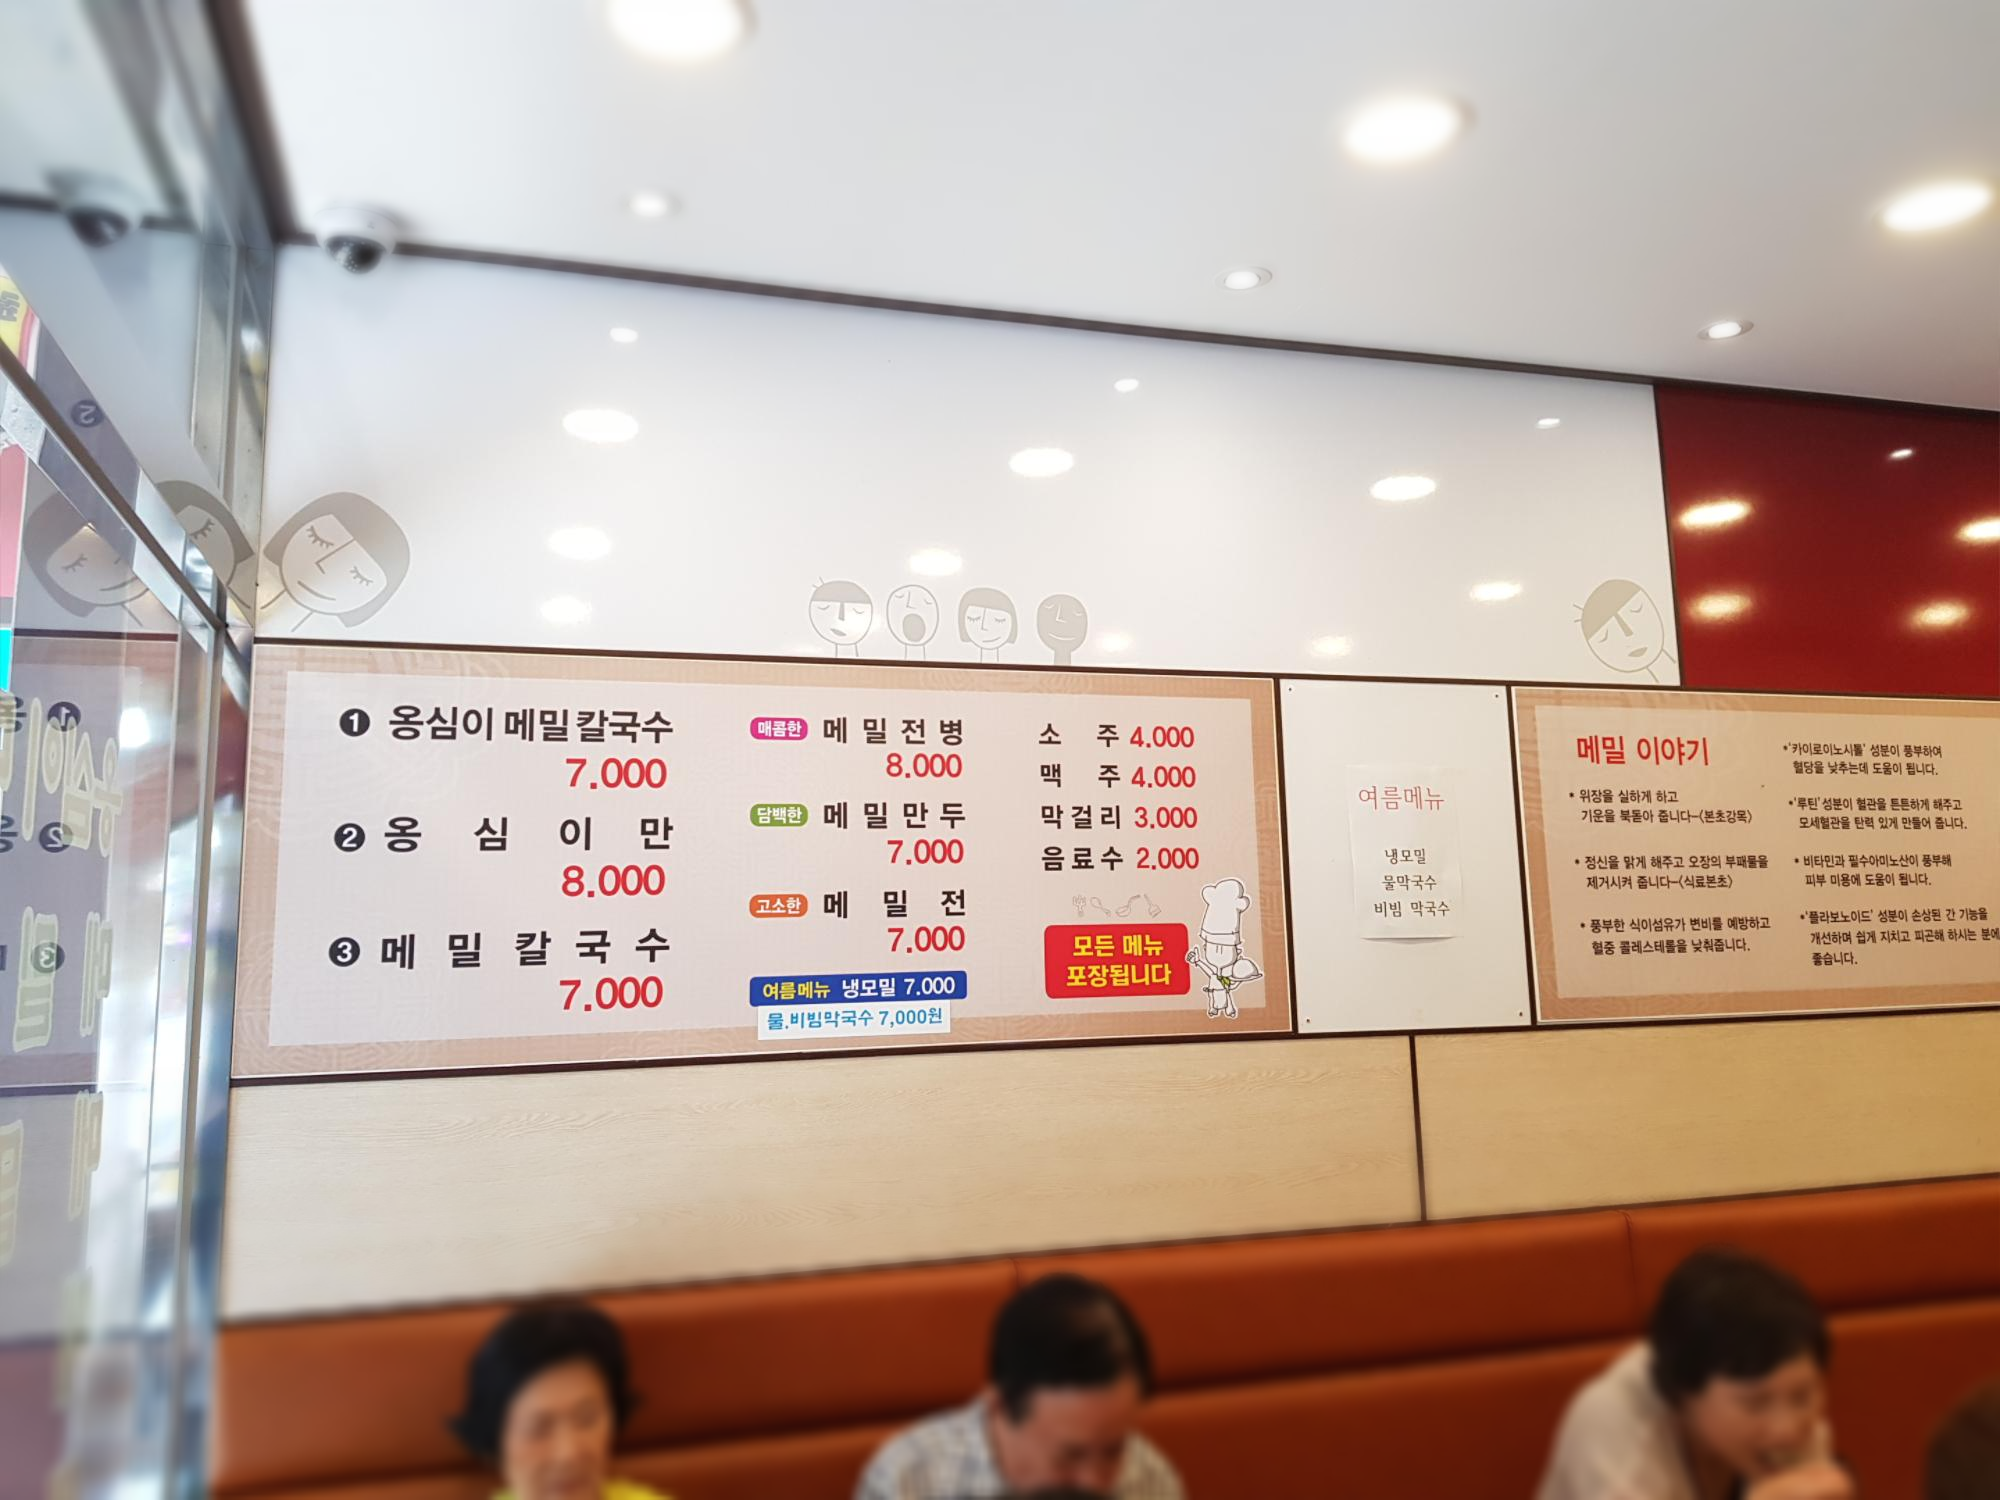 ❶ 옹심이 메밀칼국수
7.000
❷ 옹심이만
8.000
❸ 메밀칼국수
7.000
매콤한 메밀전병
8.000
담백한 메밀만두
7.000
고소한 메밀전
7.000
여름메뉴 냉모밀 7.000
물.비빔막국수 7,000원
소주 4.000
맥주 4.000
막걸리 3.000
음료수 2.000
모든 메뉴
포장됩니다
여름메뉴
냉모밀
물막국수
비빔 막국수
메밀 이야기
* 위장을 실하게 하고
기운을 북돋아 줍니다-<본초강목>
* 정신을 맑게 해주고 오장의 부패물을
제거시켜 줍니다-<식료본초>
* 풍부한 식이섬유가 변비를 예방하고
혈중 콜레스테롤을 낮춰줍니다.
*'카이로이노시톨' 성분이 풍부하여
혈당을 낮추는데 도움이 됩니다.
*'루틴' 성분이 혈관을 튼튼하게 해주고
모세혈관을 탄력 있게 만들어 줍니다.
* 비타민과 필수아미노산이 풍부해
피부 미용에 도움이 됩니다.
*'플라보노이드' 성분이 손상된 간 기능을
개선하며 쉽게 지치고 피곤해 하시는 분에
좋습니다.